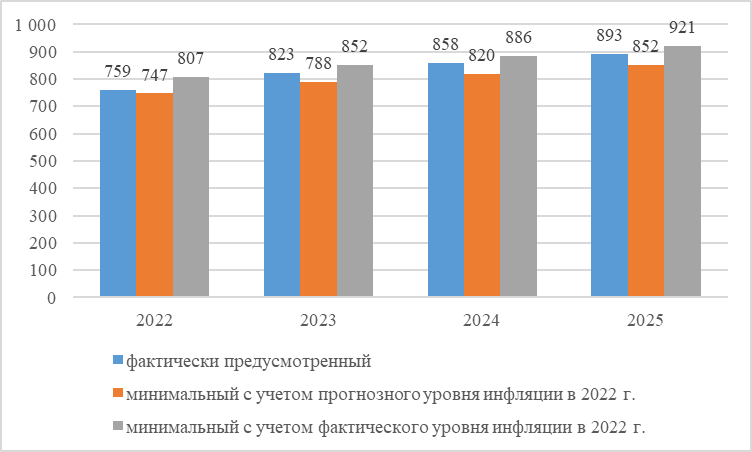 1 000
900
800
700
600
500
400
300
200
100
0
759 747 807
823 788 852
858 820 886
893 852 921
2022 2023 2024 2025
фактически предусмотренный
минимальный с учетом прогнозного уровня инфляции в 2022 г.
минимальный с учетом фактического уровня инфляции в 2022 г.